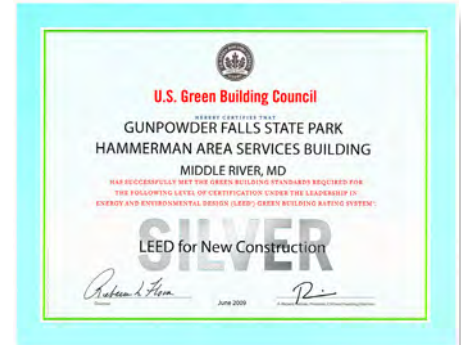 U.S. Green Building Council
HEREBY CERTIFIES THAT
GUNPOWDER FALLS STATE PARK
HAMMERMAN AREA SERVICES BUILDING
MIDDLE RIVER, MD
HAS SUCCESSFULLY MET THE GREEN BUILDING STANDARDS REQUIRED FOR
THE FOLLOWING LEVEL OF CERTIFICATION UNDER THE LEADERSHIP IN
ENERGY AND ENVIRONMENTAL DESIGN (LEED®) GREEN BUILDING RATING SYSTEM™
SILVER
LEED for New Construction
June 2009